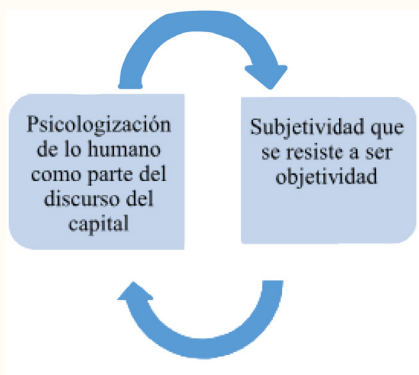 Psicologización
de lo humano
como parte del
discurso del
capital
Subjetividad que
se resiste a ser
objetividad